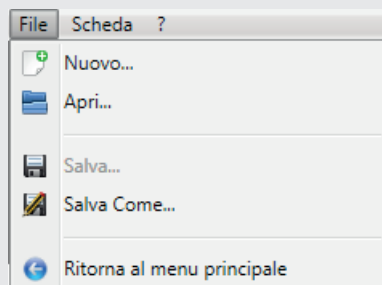 File Scheda ?
Nuovo...
Apri...
Salva...
Salva Come...
Ritorna al menu principale